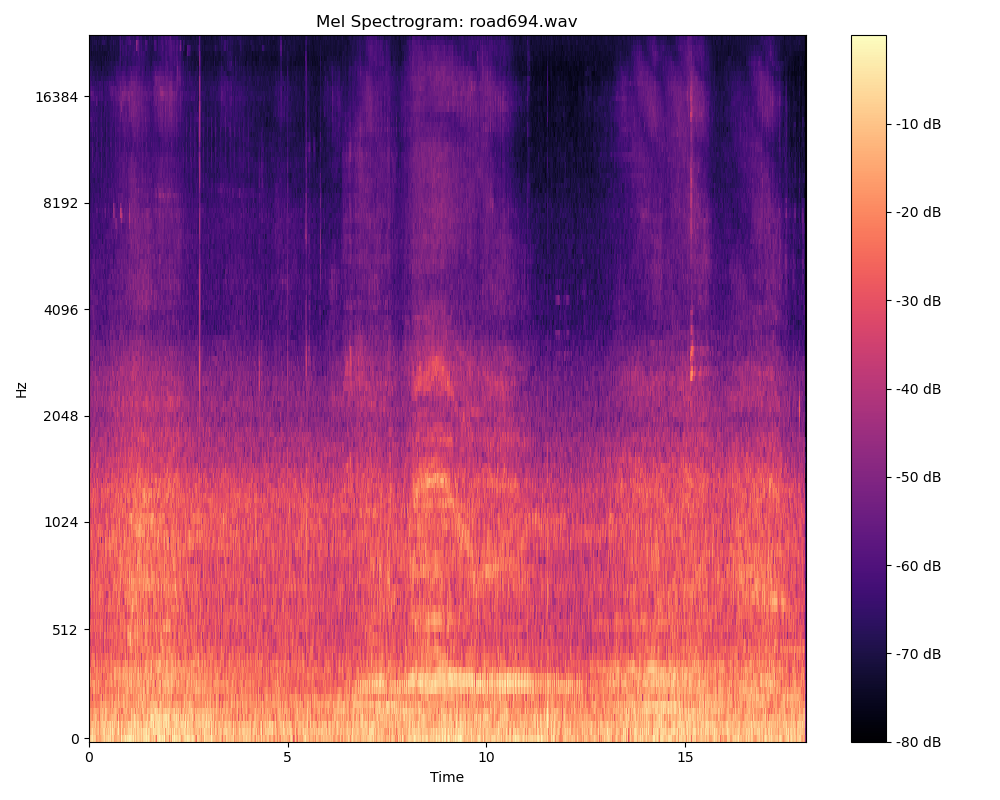 Mel Spectrogram: road694.wav
Hz
16384
8192
4096
2048
1024
512
0
0 5 10 15
Time
-10 dB
-20 dB
-30 dB
-40 dB
-50 dB
-60 dB
-70 dB
-80 dB